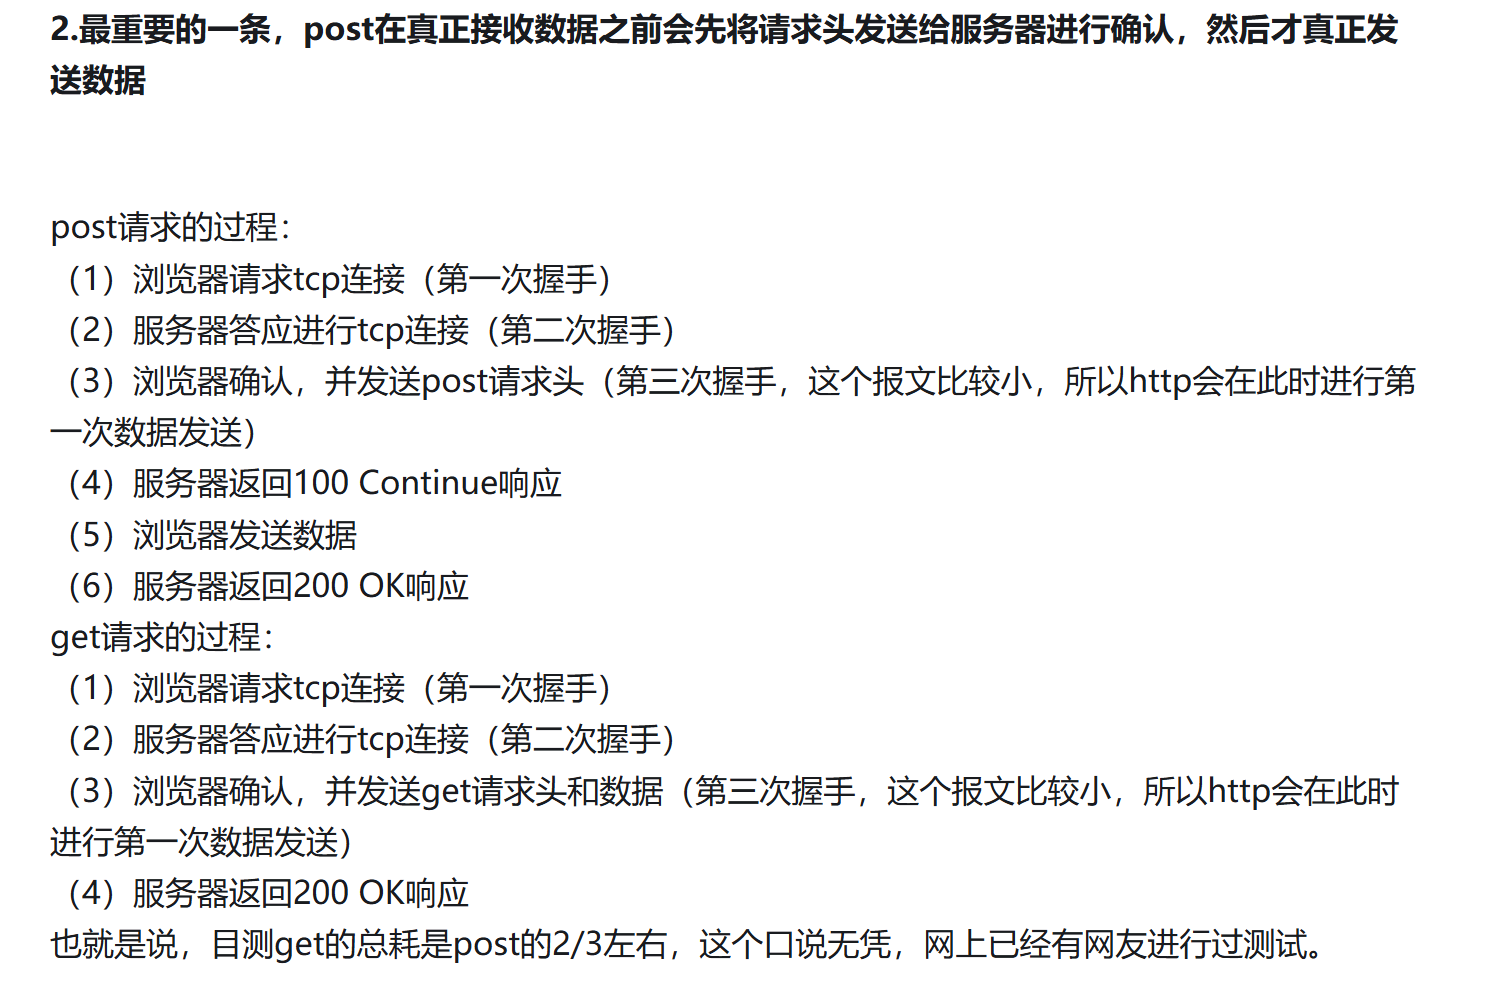 2.最重要的一条，post在真正接收数据之前会先将请求头发送给服务器进行确认，然后才真正发
送数据
post请求的过程：
（1）浏览器请求tcp连接（第一次握手）
（2）服务器答应进行tcp连接（第二次握手）
（3）浏览器确认，并发送post请求头（第三次握手，这个报文比较小，所以http会在此时进行第
一次数据发送）
（4）服务器返回100 Continue响应
（5）浏览器发送数据
（6）服务器返回200 OK响应
get请求的过程：
（1）浏览器请求tcp连接（第一次握手）
（2）服务器答应进行tcp连接（第二次握手）
（3）浏览器确认，并发送get请求头和数据（第三次握手，这个报文比较小，所以http会在此时
进行第一次数据发送）
（4）服务器返回200 OK响应
也就是说，目测get的总耗是post的2/3左右，这个口说无凭，网上已经有网友进行过测试。